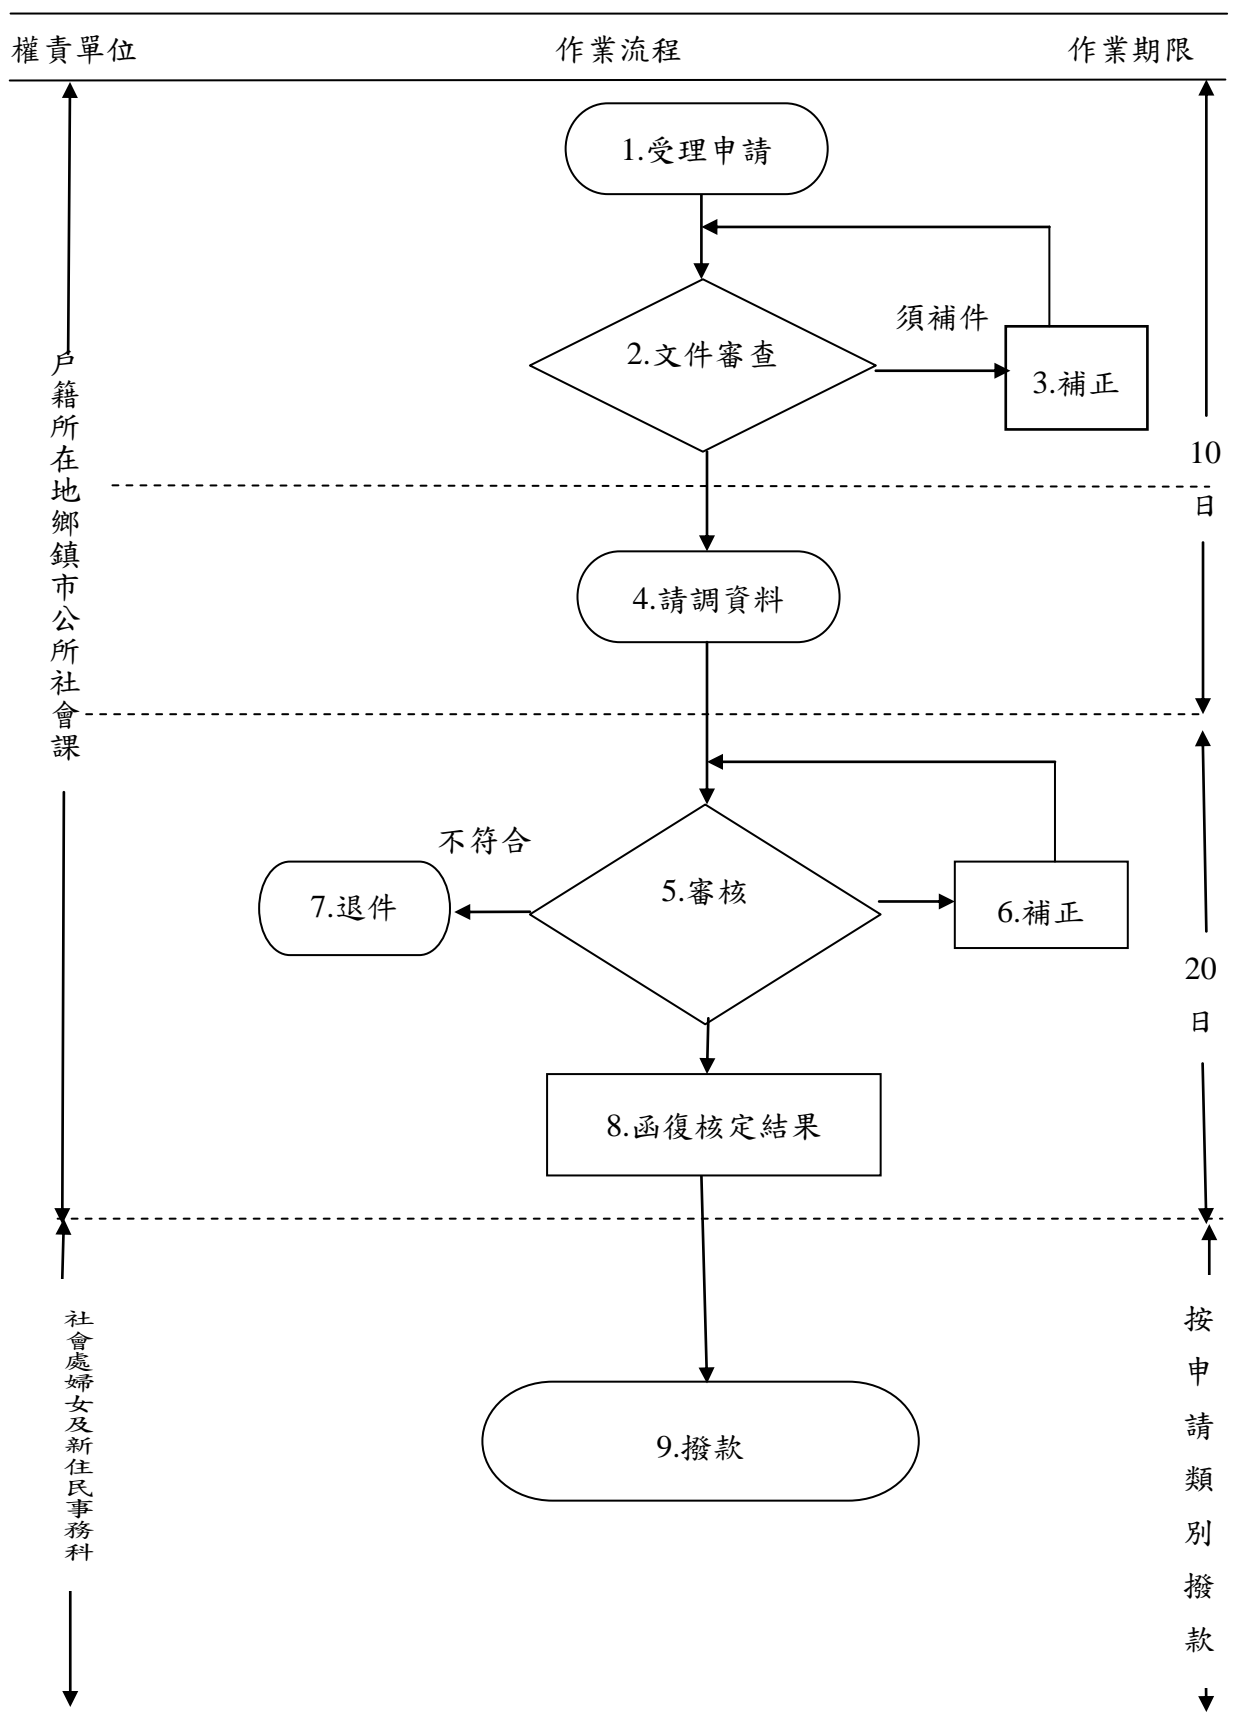 權責單位
作業流程
作業期限
1.受理申請
2.文件審查
須補件
3.補正
戶籍所在地鄉鎮市公所社會課
10
日
4.請調資料
不符合
5.審核
6.補正
7.退件
20
日
8.函復核定結果
社會處婦女及新住民事務科
9.撥款
按申請類別撥款